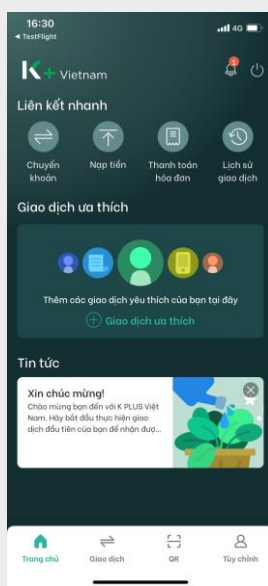 16:30
4G
◀ TestFlight
K+ Vietnam
1
Liên kết nhanh
Chuyển
khoản
Nạp tiền
Thanh toán
hóa đơn
Lịch sử
giao dịch
Giao dịch ưa thích
Thêm các giao dịch yêu thích của bạn tại đây
Giao dịch ưa thích
Tin tức
Xin chúc mừng!
Chào mừng bạn đến với K PLUS Việt
Nam. Hãy bắt đầu thực hiện giao
dịch đầu tiên của bạn để nhận đượ...
Trang chủ
Giao dịch
QR
Tùy chỉnh